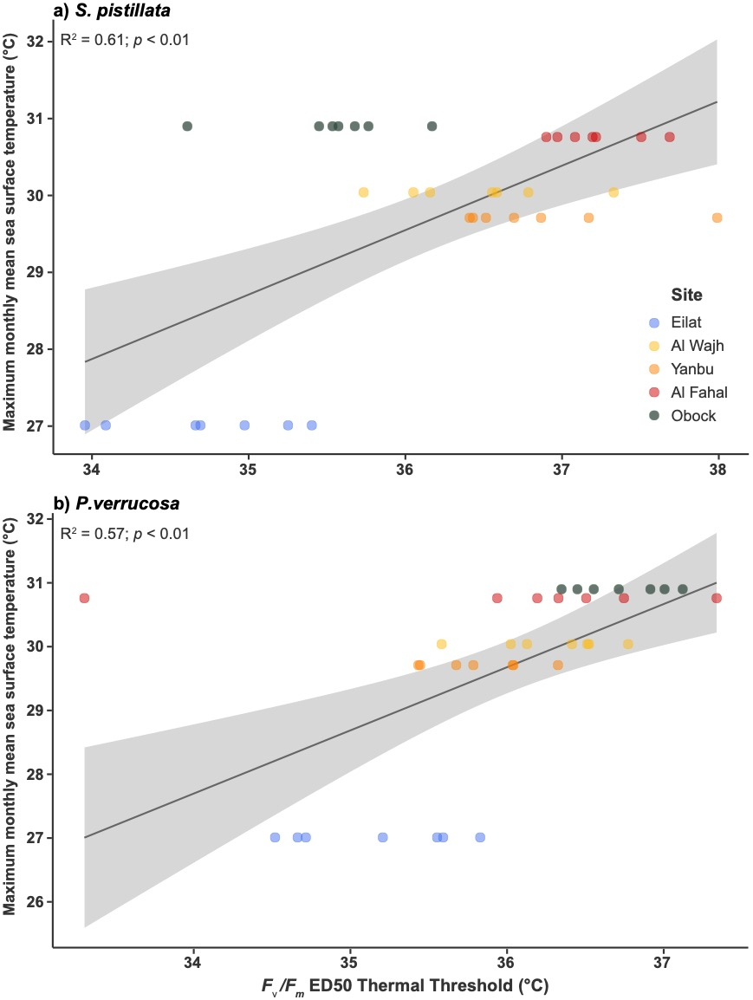 a) S. pistillata
R² = 0.61; p < 0.01
Maximum monthly mean sea surface temperature (°C)
32
31
30
29
28
27
34 35 36 37 38
Site
Eilat
Al Wajh
Yanbu
Al Fahal
Obock
b) P.verrucosa
R² = 0.57; p < 0.01
Maximum monthly mean sea surface temperature (°C)
32
31
30
29
28
27
26
34 35 36 37
Fv/Fm ED50 Thermal Threshold (°C)